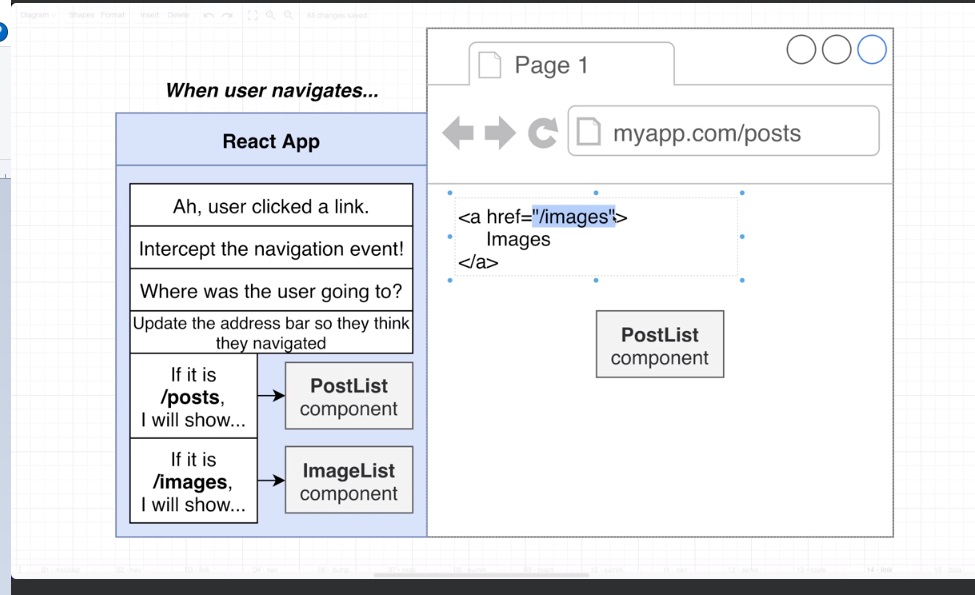 Diagram
Shapes Format Insert Delete
All changes saved
When user navigates...
React App
Ah, user clicked a link.
Intercept the navigation event!
Where was the user going to?
Update the address bar so they think
they navigated
If it is
/posts,
I will show...
PostList
component
If it is
/images,
I will show...
ImageList
component
Page 1
myapp.com/posts
<a href="/images">
Images
</a>
PostList
component